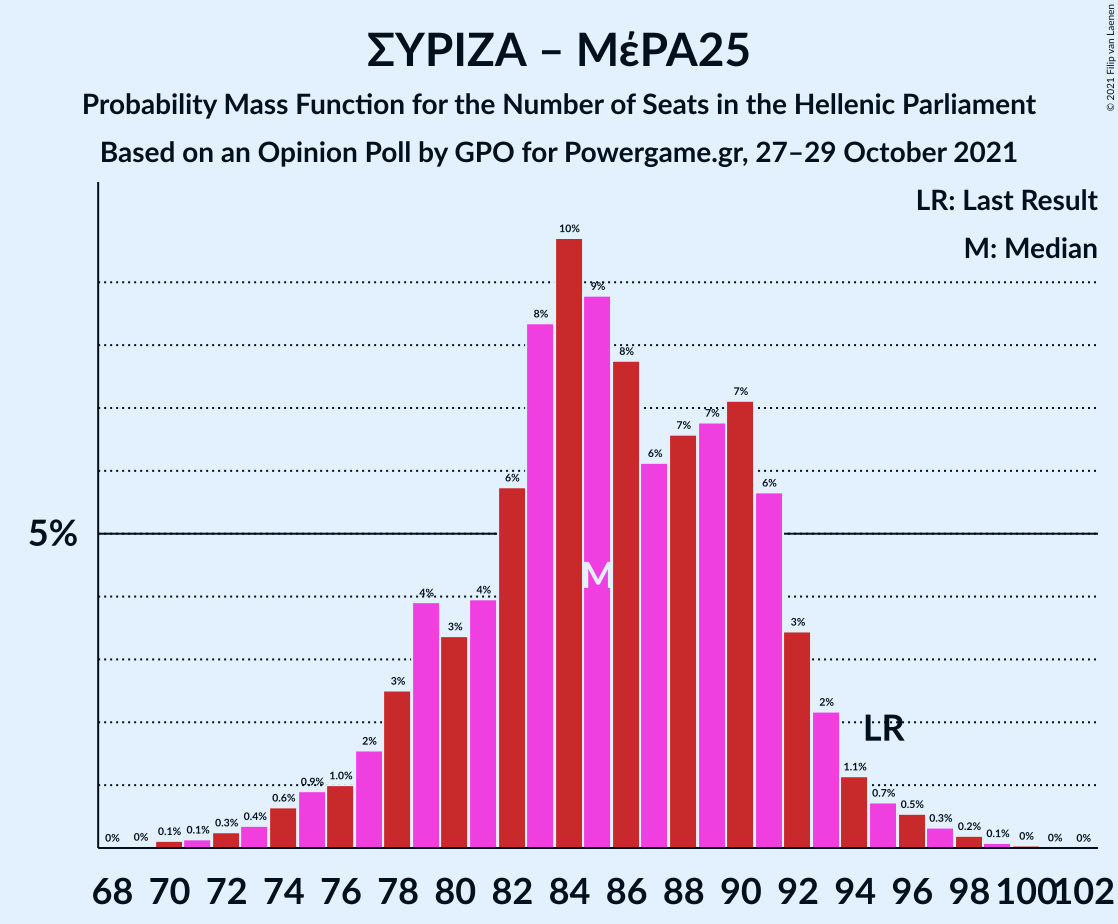 ΣΥΡΙΖΑ – ΜέΡΑ25
Probability Mass Function for the Number of Seats in the Hellenic Parliament
Based on an Opinion Poll by GPO for Powergame.gr, 27–29 October 2021
© 2021 Filip van Laenen
LR: Last Result
M: Median
5%
0% 0% 0.1% 0.1% 0.3% 0.4% 0.6% 0.9% 1.0% 2% 3% 4% 3% 4% 6% 8% 10% 9% 8% 6% 7% 7% 7% 6% 3% 2% 1.1% 0.7% 0.5% 0.3% 0.2% 0.1% 0% 0% 0%
M
LR
68 70 72 74 76 78 80 82 84 86 88 90 92 94 96 98 100 102